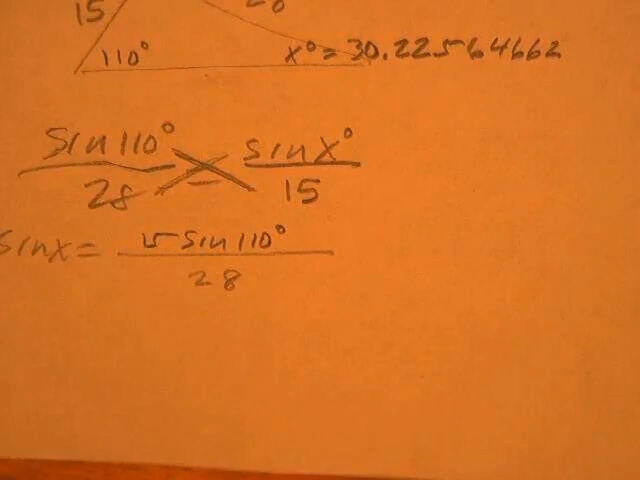 15 28
110° x° = 30.22564662
sin 110° = sin x°
28 15
sin x = 15 sin 110°
28